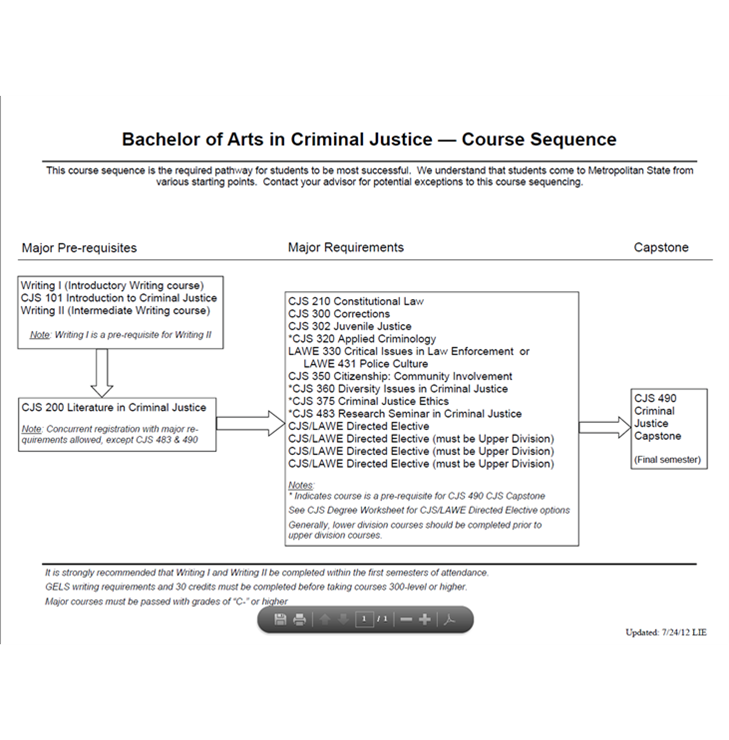 Bachelor of Arts in Criminal Justice — Course Sequence
This course sequence is the required pathway for students to be most successful.  We understand that students come to Metropolitan State from
various starting points.  Contact your advisor for potential exceptions to this course sequencing.
Major Pre-requisites
Major Requirements
Capstone
Writing I (Introductory Writing course)
CJS 101 Introduction to Criminal Justice
Writing II (Intermediate Writing course)
Note: Writing I is a pre-requisite for Writing II
CJS 200 Literature in Criminal Justice
Note: Concurrent registration with major re-
quirements allowed, except CJS 483 & 490
CJS 210 Constitutional Law
CJS 300 Corrections
CJS 302 Juvenile Justice
*CJS 320 Applied Criminology
LAWE 330 Critical Issues in Law Enforcement  or
LAWE 431 Police Culture
CJS 350 Citizenship: Community Involvement
*CJS 360 Diversity Issues in Criminal Justice
*CJS 375 Criminal Justice Ethics
*CJS 483 Research Seminar in Criminal Justice
CJS/LAWE Directed Elective
CJS/LAWE Directed Elective (must be Upper Division)
CJS/LAWE Directed Elective (must be Upper Division)
CJS/LAWE Directed Elective (must be Upper Division)
Notes:
* Indicates course is a pre-requisite for CJS 490 CJS Capstone
See CJS Degree Worksheet for CJS/LAWE Directed Elective options
Generally, lower division courses should be completed prior to
upper division courses.
CJS 490
Criminal
Justice
Capstone
(Final semester)
It is strongly recommended that Writing I and Writing II be completed within the first semesters of attendance.
GELS writing requirements and 30 credits must be completed before taking courses 300-level or higher.
Major courses must be passed with grades of “C-” or higher
1 / 1
Updated: 7/24/12 LIE